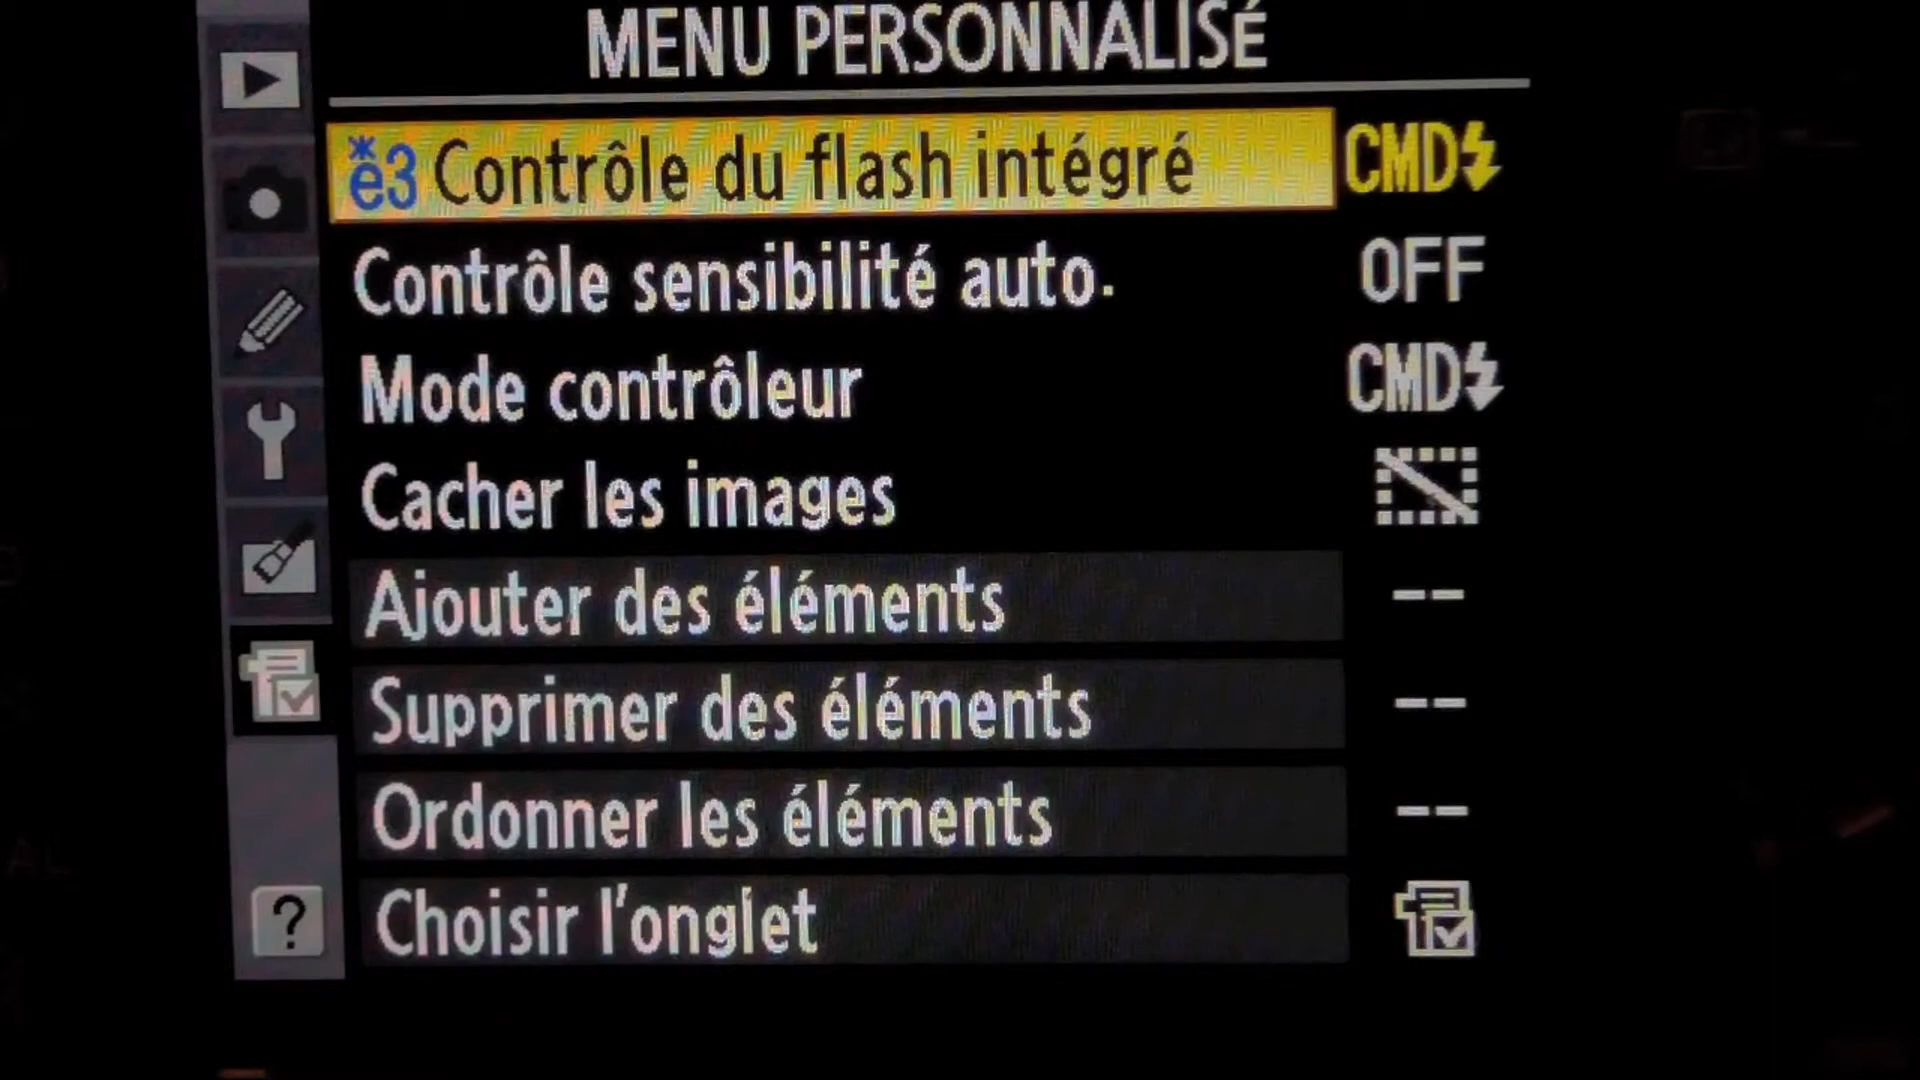 MENU PERSONNALISÉ
e3 Contrôle du flash intégré CMD
Contrôle sensibilité auto. OFF
Mode contrôleur CMD
Cacher les images
Ajouter des éléments --
Supprimer des éléments --
Ordonner les éléments --
Choisir l'onglet
?